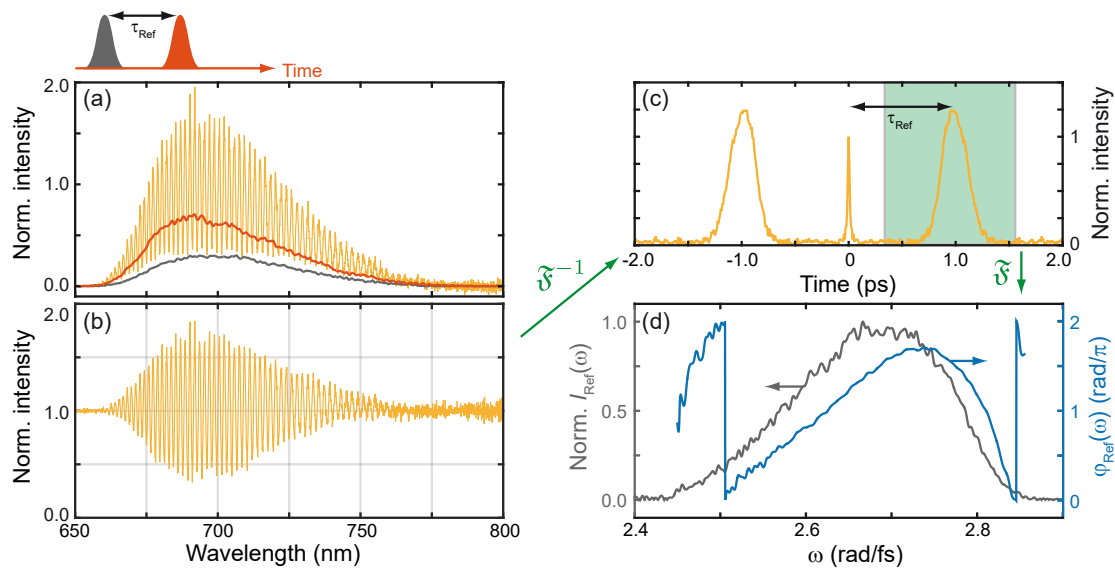 τRef
Time
(a)
2.0
1.0
0.0
Norm. intensity
(b)
2.0
1.0
0.0
Norm. intensity
650 700 750 800
Wavelength (nm)
𝔉⁻¹
(c)
τRef
1
0
Norm. intensity
-2.0 -1.0 0.0 1.0 2.0
Time (ps)
𝔉
(d)
1.0
0.5
0.0
Norm. IRef(ω)
2
1
0
φRef(ω) (rad/π)
2.4 2.6 2.8
ω (rad/fs)